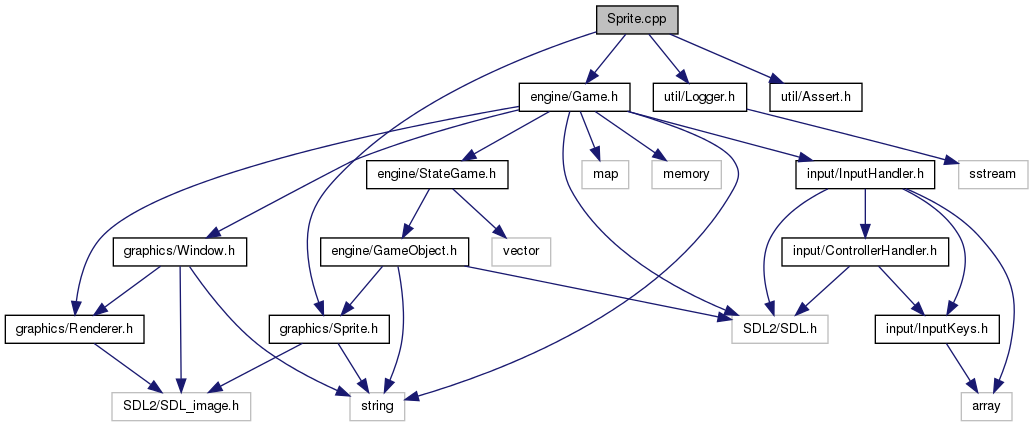 Sprite.cpp
engine/Game.h
util/Logger.h
util/Assert.h
engine/StateGame.h
map
memory
input/InputHandler.h
sstream
graphics/Window.h
engine/GameObject.h
vector
input/ControllerHandler.h
graphics/Renderer.h
graphics/Sprite.h
SDL2/SDL.h
input/InputKeys.h
SDL2/SDL_image.h
string
array